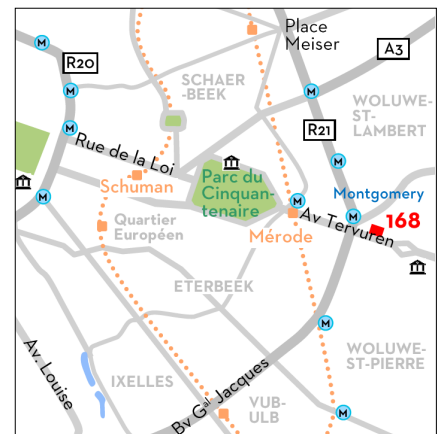 Place
Meiser
A3
R20
SCHAER
-BEEK
WOLUWE-
ST-
LAMBERT
R21
Rue de la Loi
Schuman
Parc du
Cinquan-
tenaire
Montgomery
Av Tervuren
168
Quartier
Européen
Mérode
ETERBEEK
Av. Louise
IXELLES
Bv Gᵃˡ Jacques
WOLUWE-
ST-PIERRE
VUB-
ULB
M
M
M
M
M
M
M
M
M
M
M